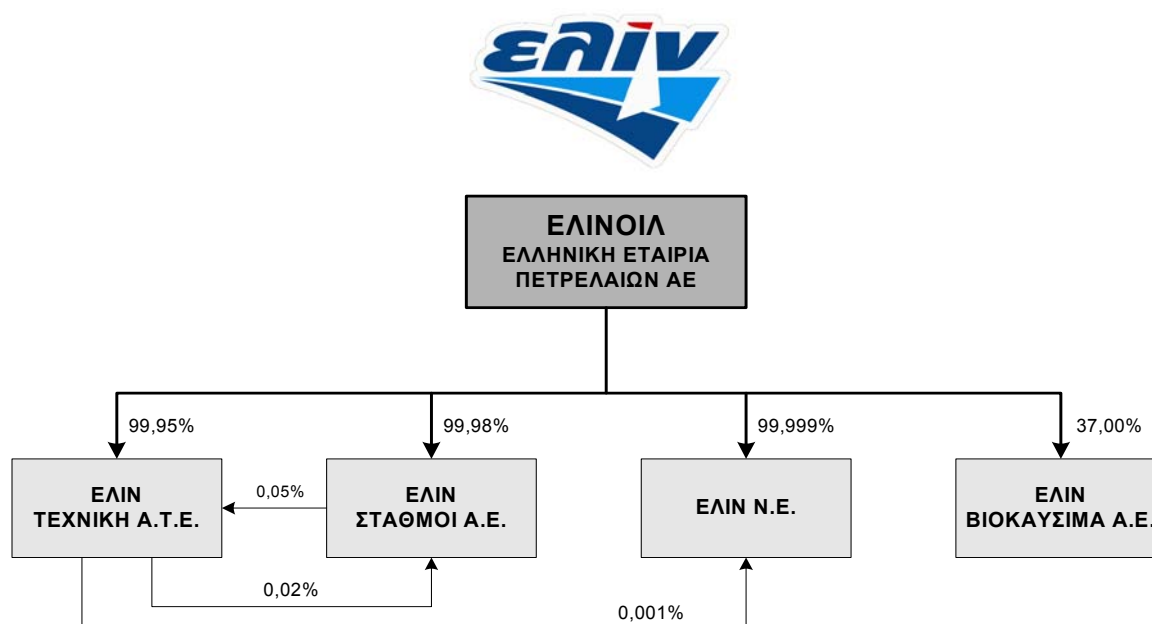 ελίν
ΕΛΙΝΟΙΛ
ΕΛΛΗΝΙΚΗ ΕΤΑΙΡΙΑ
ΠΕΤΡΕΛΑΙΩΝ ΑΕ
99,95%
99,98%
99,999%
37,00%
ΕΛΙΝ
ΤΕΧΝΙΚΗ Α.Τ.Ε.
0,05%
ΕΛΙΝ
ΣΤΑΘΜΟΙ Α.Ε.
ΕΛΙΝ Ν.Ε.
ΕΛΙΝ
ΒΙΟΚΑΥΣΙΜΑ Α.Ε.
0,02%
0,001%